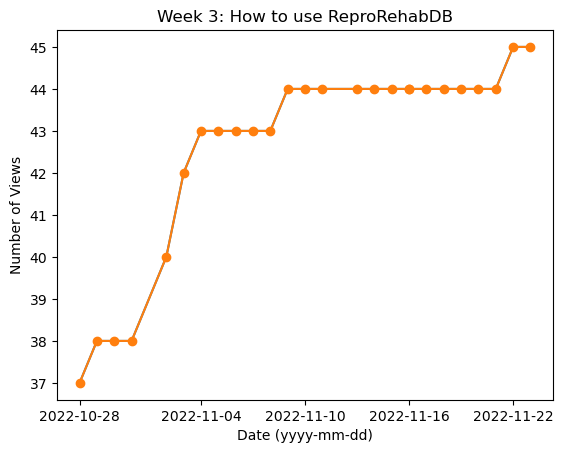 Week 3: How to use ReproRehabDB
45
44
43
42
41
40
39
38
37
Number of Views
2022-10-28 2022-11-04 2022-11-10 2022-11-16 2022-11-22
Date (yyyy-mm-dd)